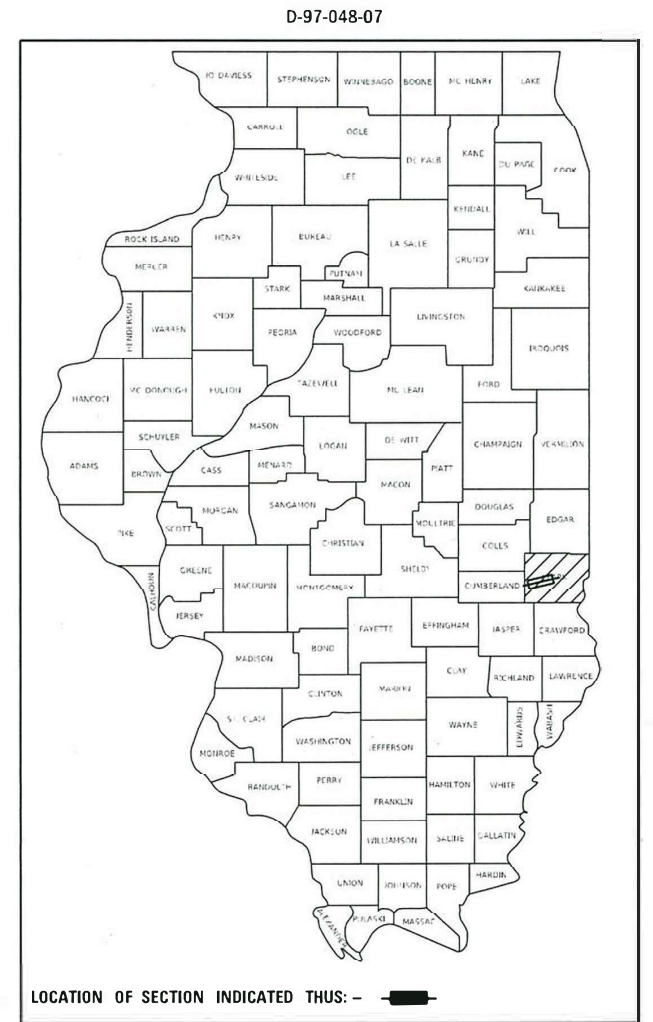 D-97-048-07
JO DAVIESS STEPHENSON WINNEBAGO BOONE MC HENRY LAKE
CARROLL OGLE
DE KALB KANE DU PAGE COOK
WHITESIDE LEE
KENDALL
ROCK ISLAND HENRY BUREAU LA SALLE WILL
MERCER PUTNAM GRUNDY
STARK MARSHALL KANKAKEE
HENDERSON WARREN KNOX PEORIA WOODFORD LIVINGSTON
IROQUOIS
HANCOCK MC DONOUGH FULTON TAZEWELL MC LEAN FORD
SCHUYLER MASON
ADAMS BROWN CASS MENARD LOGAN DE WITT PIATT CHAMPAIGN VERMILION
MACON
SCOTT MORGAN SANGAMON DOUGLAS
PIKE CHRISTIAN MOULTRIE EDGAR
COLES
CALHOUN GREENE MACOUPIN MONTGOMERY SHELBY CUMBERLAND
JERSEY
FAYETTE EFFINGHAM JASPER CRAWFORD
MADISON BOND
CLAY RICHLAND LAWRENCE
CLINTON MARION
ST. CLAIR WAYNE EDWARDS WABASH
MONROE WASHINGTON JEFFERSON
RANDOLPH PERRY HAMILTON WHITE
FRANKLIN
JACKSON WILLIAMSON SALINE GALLATIN
UNION JOHNSON POPE HARDIN
ALEXANDER PULASKI MASSAC
LOCATION OF SECTION INDICATED THUS: –